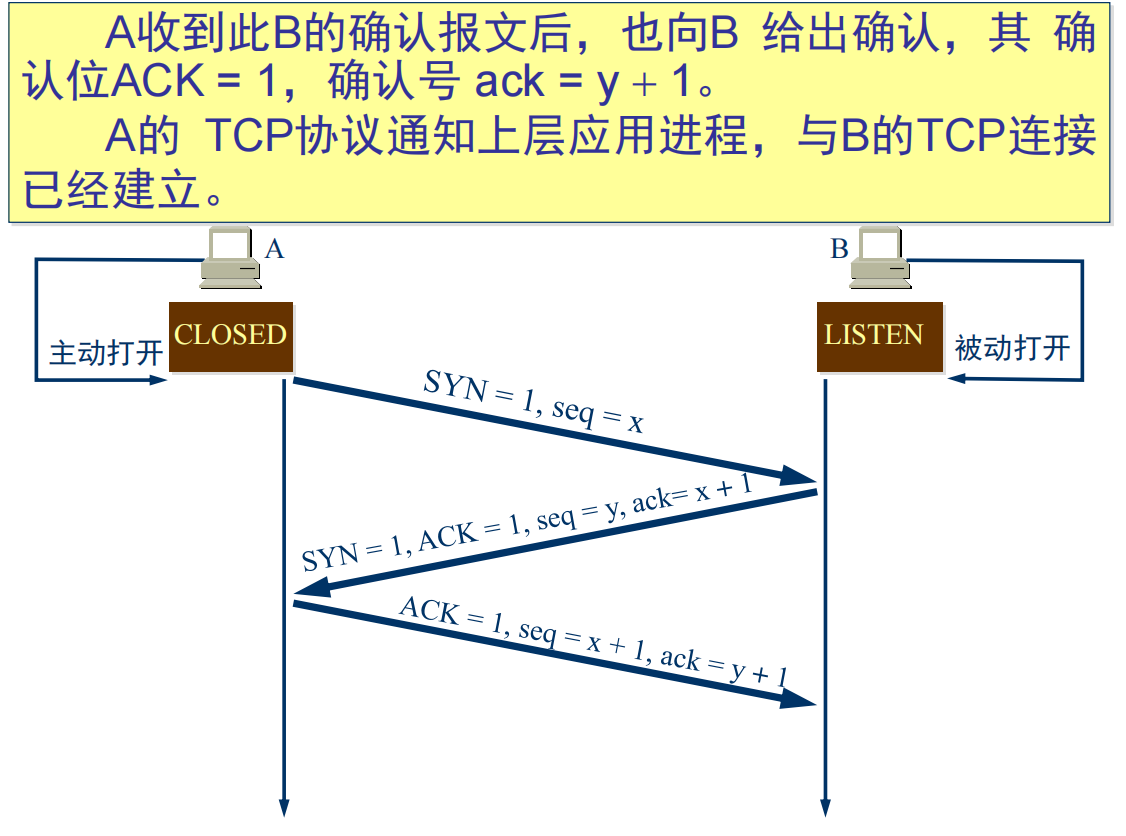 A收到此B的确认报文后，也向B 给出确认，其 确
认位ACK = 1，确认号 ack = y + 1。
A的 TCP协议通知上层应用进程，与B的TCP连接
已经建立。
A
B
CLOSED
LISTEN
主动打开
被动打开
SYN = 1, seq = x
SYN = 1, ACK = 1, seq = y, ack= x + 1
ACK = 1, seq = x + 1, ack = y + 1